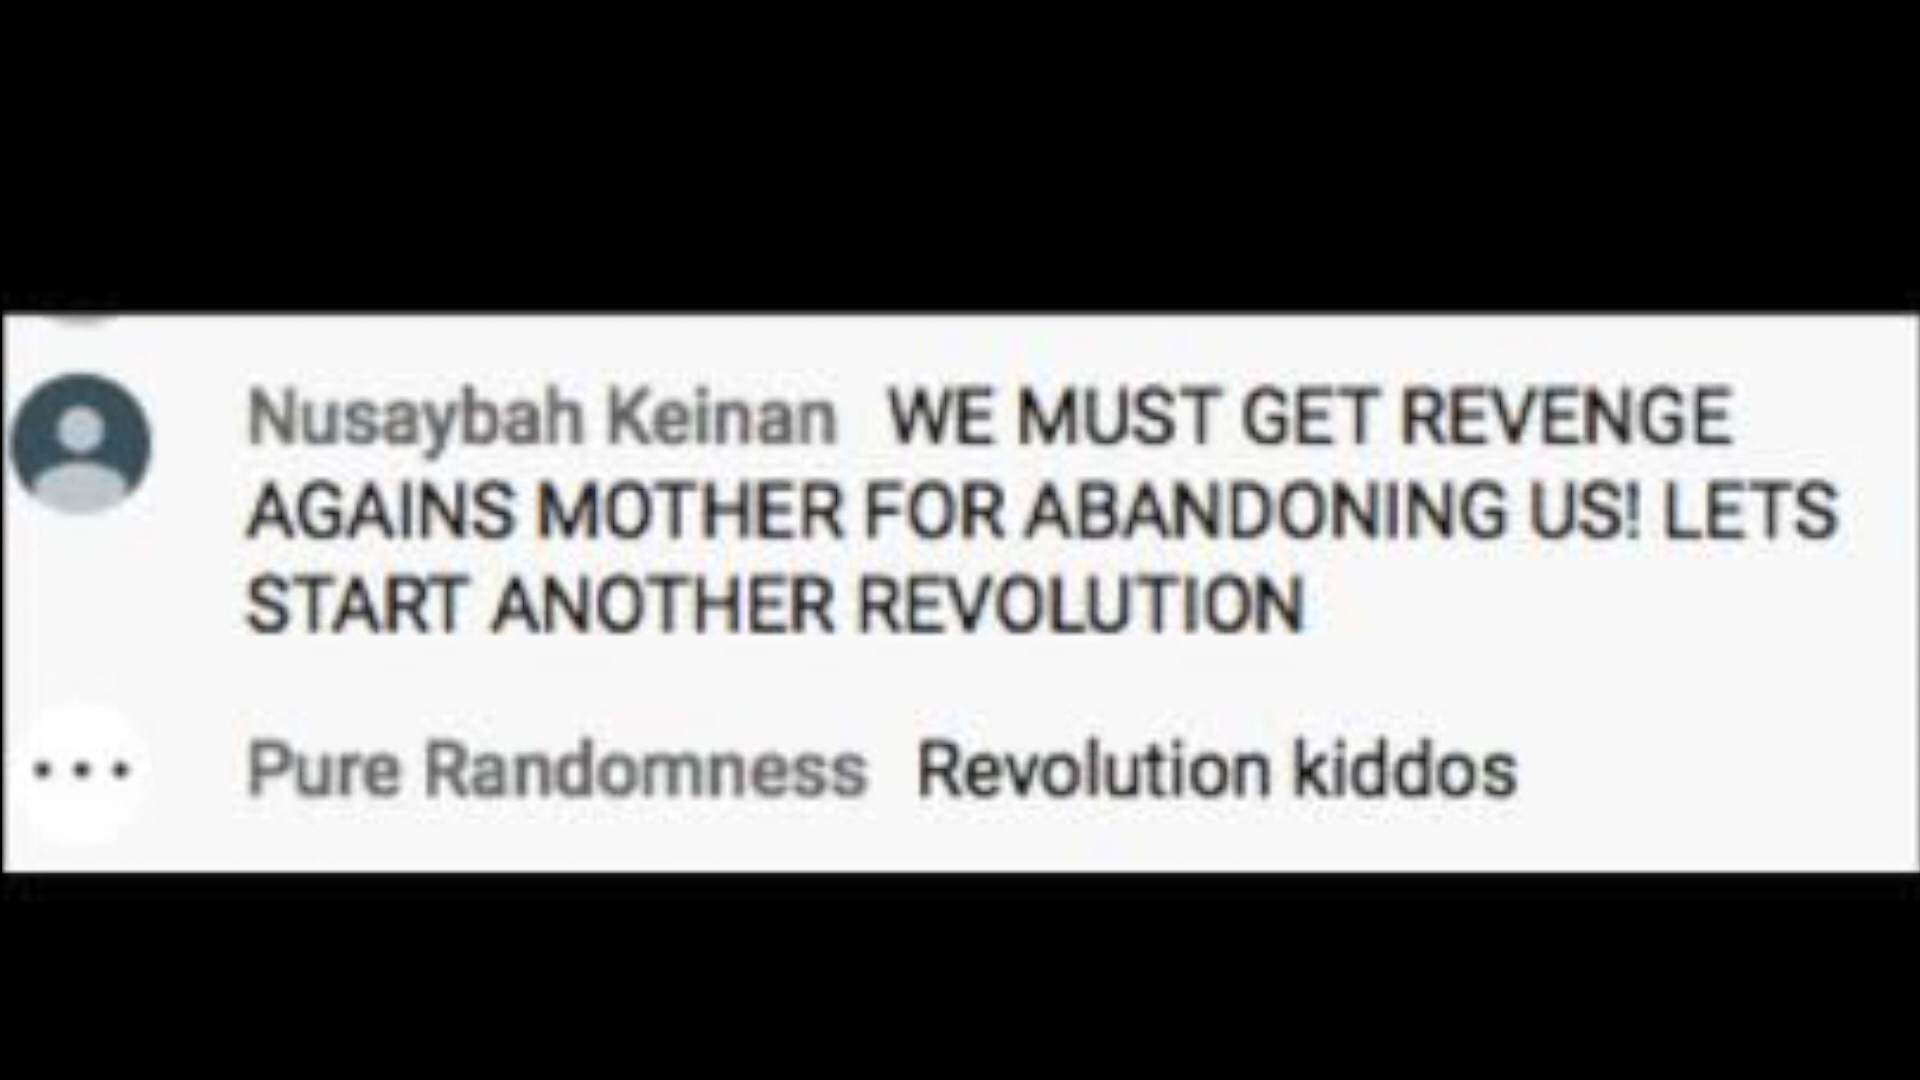 Nusaybah Keinan WE MUST GET REVENGE
AGAINS MOTHER FOR ABANDONING US! LETS
START ANOTHER REVOLUTION
Pure Randomness Revolution kiddos